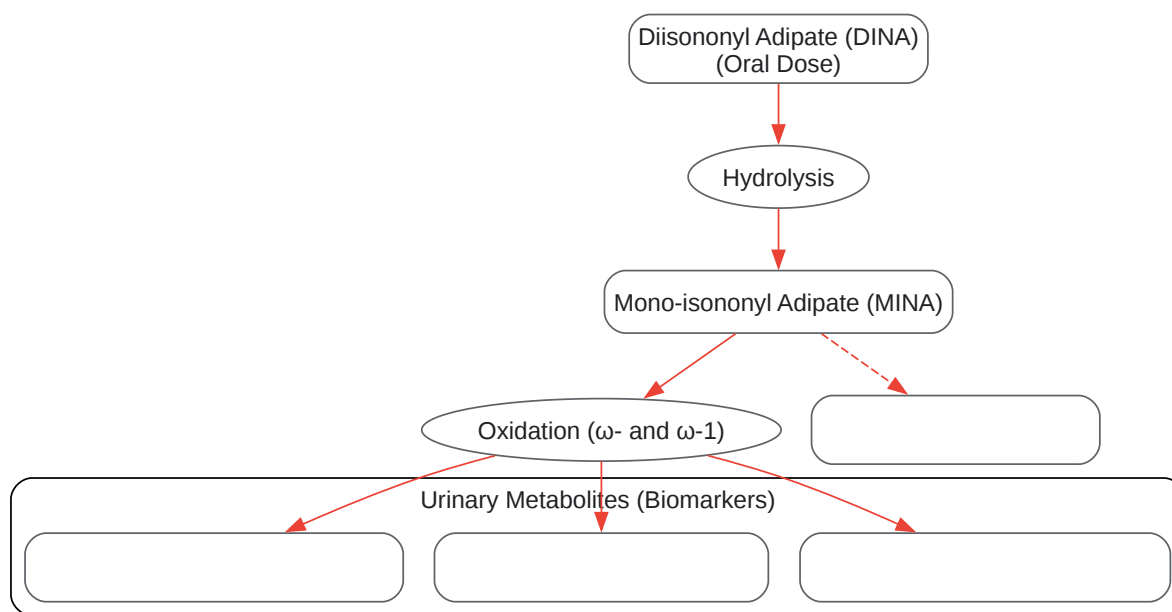 Diisononyl Adipate (DINA)
(Oral Dose)
Hydrolysis
Mono-isononyl Adipate (MINA)
Oxidation (ω- and ω-1)
Urinary Metabolites (Biomarkers)